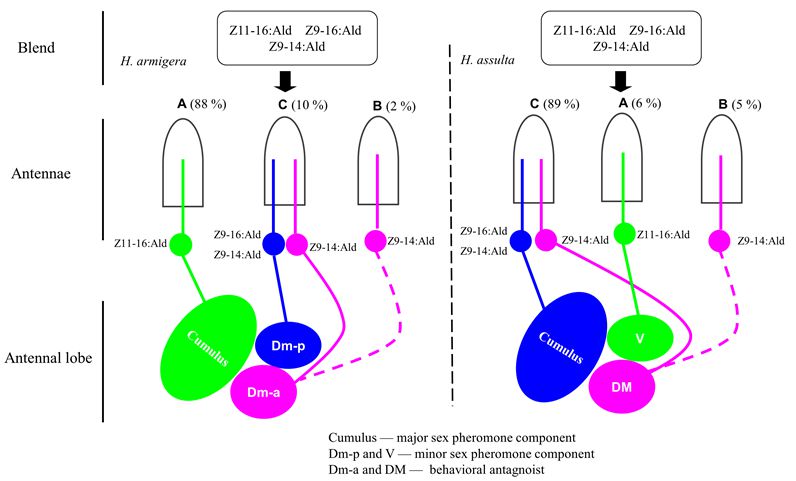 Blend
H. armigera
Z11-16:Ald Z9-16:Ald
Z9-14:Ald
H. assulta
Z11-16:Ald Z9-16:Ald
Z9-14:Ald
A (88 %)
C (10 %)
B (2 %)
C (89 %)
A (6 %)
B (5 %)
Antennae
Z11-16:Ald
Z9-16:Ald
Z9-14:Ald
Z9-14:Ald
Z9-14:Ald
Z9-16:Ald
Z9-14:Ald
Z9-14:Ald
Z11-16:Ald
Z9-14:Ald
Antennal lobe
Cumulus
Dm-p
Dm-a
Cumulus
V
DM
Cumulus — major sex pheromone component
Dm-p and V — minor sex pheromone component
Dm-a and DM — behavioral antagnoist